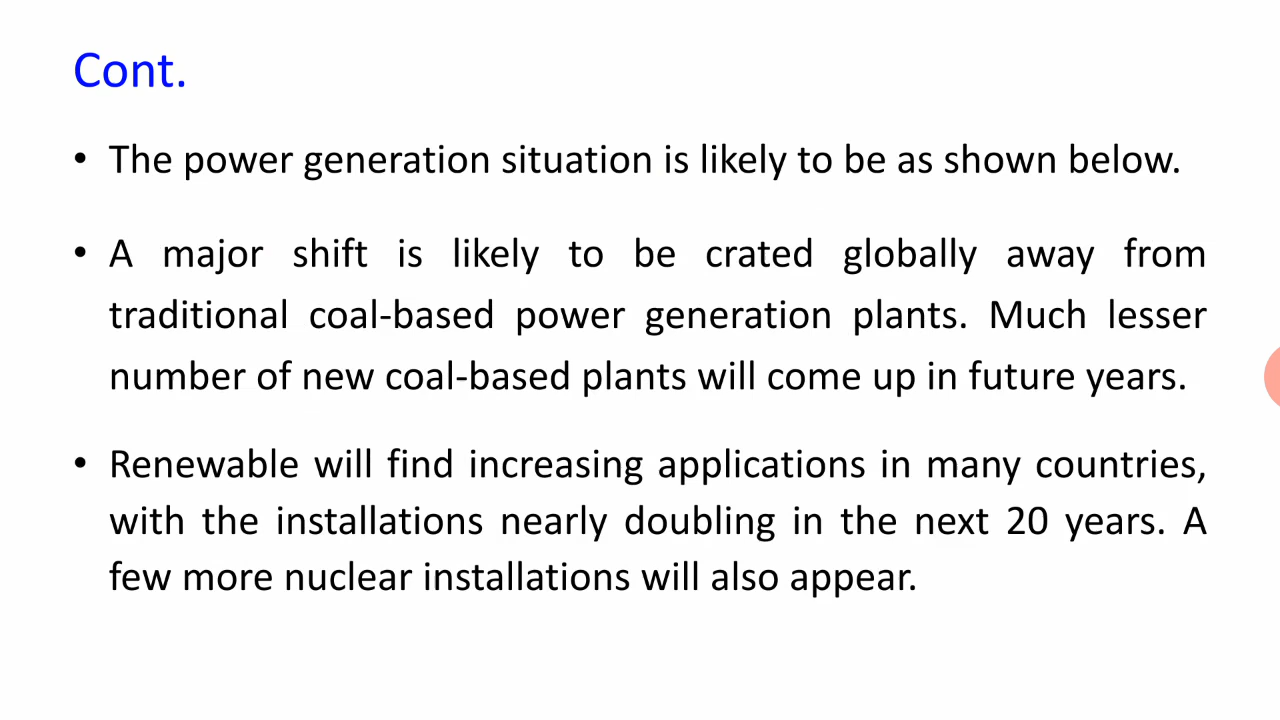 Cont.
• The power generation situation is likely to be as shown below.
• A major shift is likely to be crated globally away from
traditional coal-based power generation plants. Much lesser
number of new coal-based plants will come up in future years.
• Renewable will find increasing applications in many countries,
with the installations nearly doubling in the next 20 years. A
few more nuclear installations will also appear.